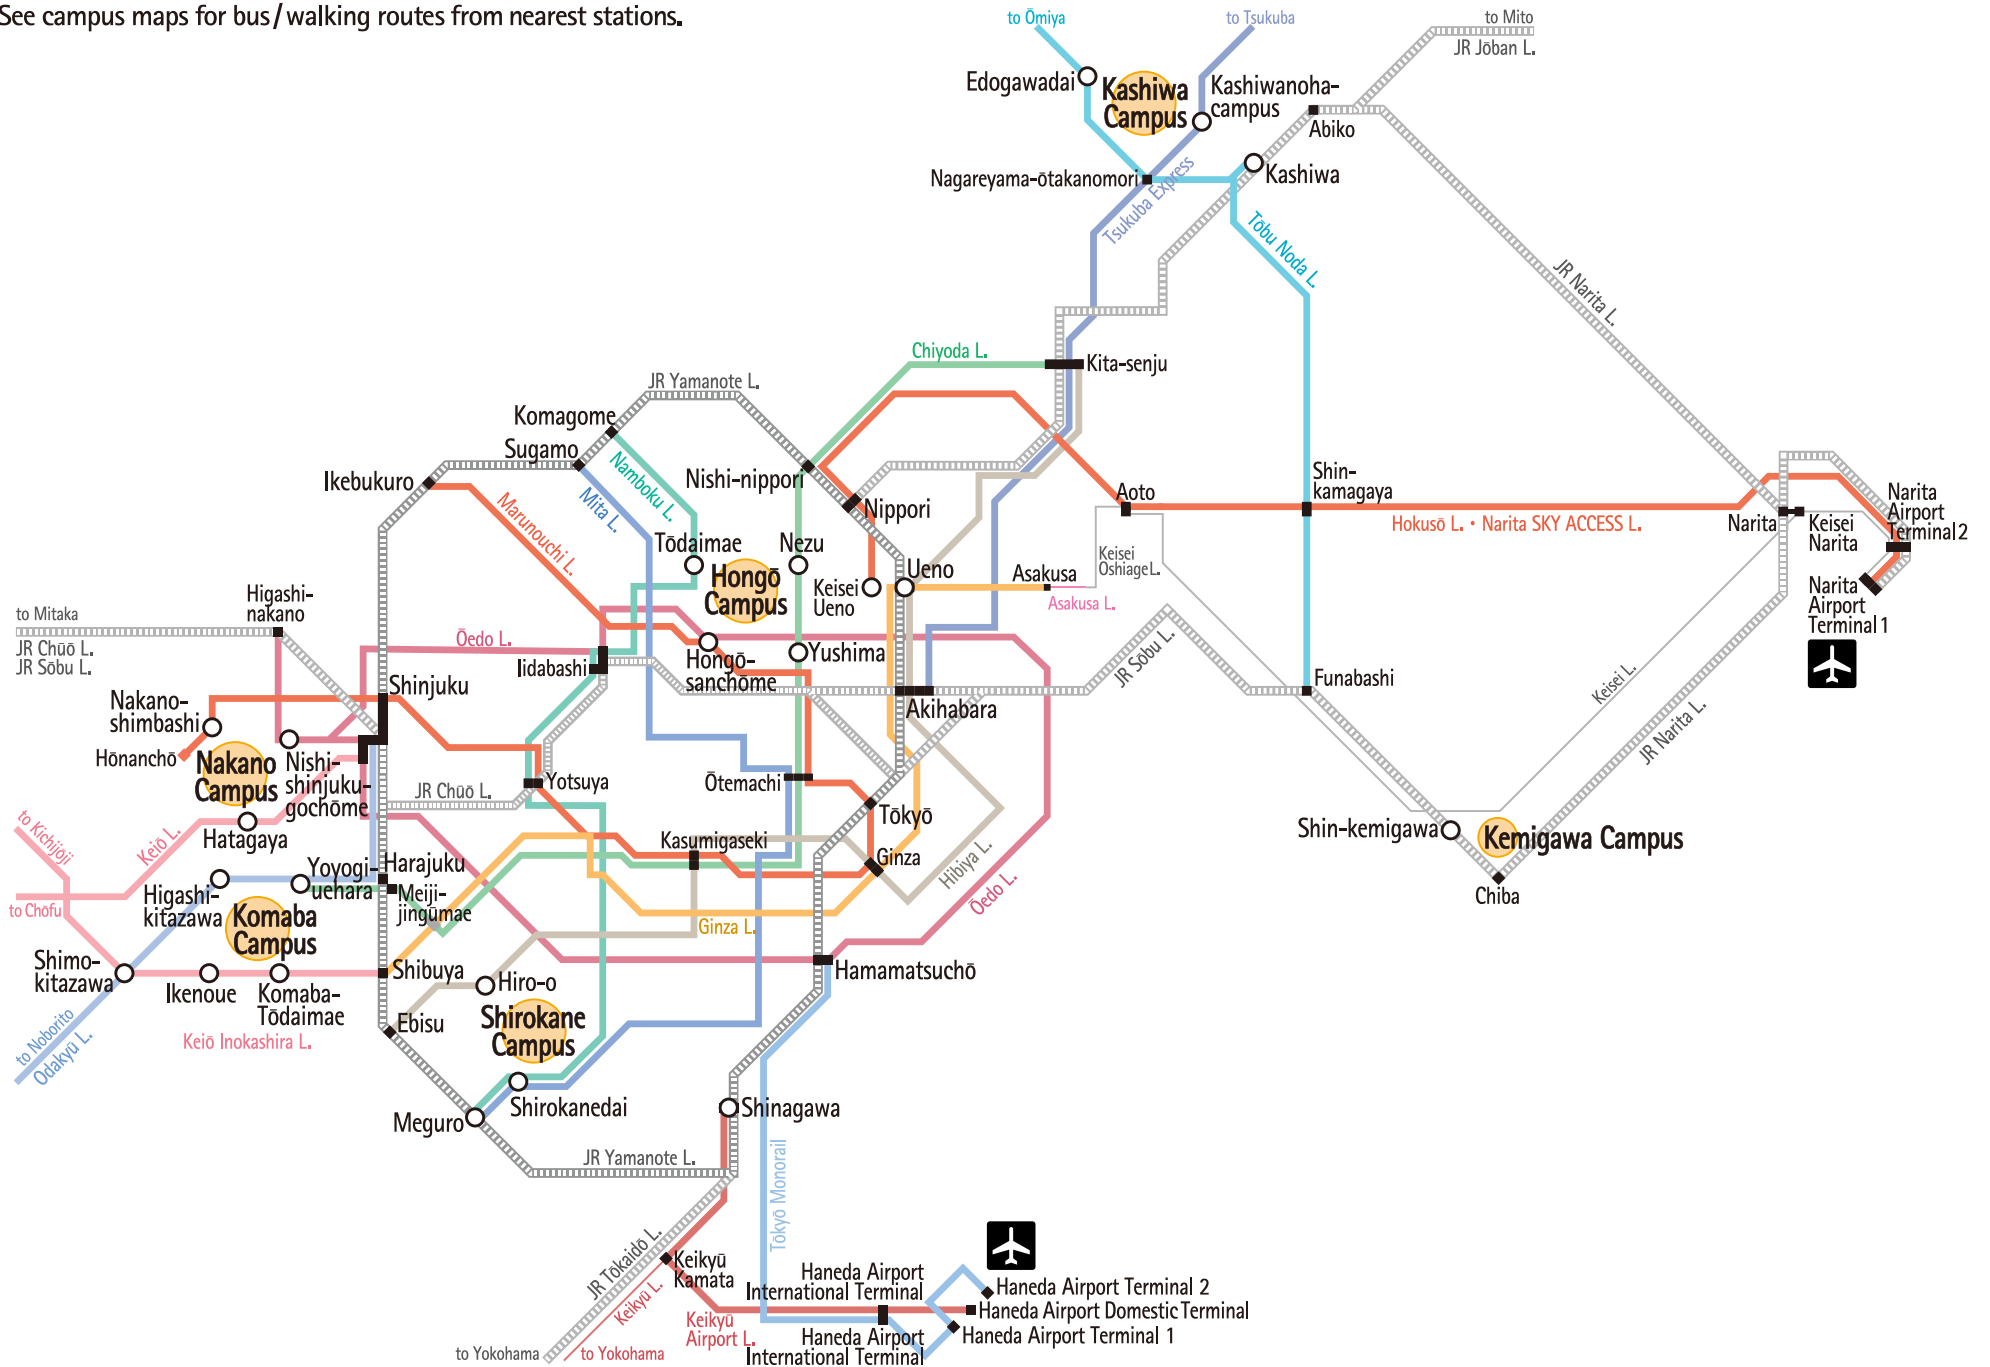 See campus maps for bus/walking routes from nearest stations.
to Ōmiya
to Tsukuba
to Mito
JR Jōban L.
Edogawadai
Kashiwa
Campus
Kashiwanoha-
campus
Abiko
Kashiwa
Nagareyama-ōtakanomori
Tsukuba Express
Tōbu Noda L.
JR Narita L.
Chiyoda L.
Kita-senju
JR Yamanote L.
Komagome
Sugamo
Ikebukuro
Namboku L.
Mita L.
Marunouchi L.
Nishi-nippori
Nippori
Aoto
Shin-
kamagaya
Hokusō L. • Narita SKY ACCESS L.
Narita
Keisei
Narita
Narita
Airport
Terminal 2
Narita
Airport
Terminal 1
Tōdaimae
Nezu
Hongō
Campus
Keisei
Ueno
Ueno
Asakusa
Asakusa L.
Keisei
Oshiage L.
Higashi-
nakano
to Mitaka
JR Chūō L.
JR Sōbu L.
Ōedo L.
Iidabashi
Hongō-
sanchōme
Yushima
Akihabara
JR Sōbu L.
Funabashi
Keisei L.
JR Narita L.
Shinjuku
Nakano-
shimbashi
Hōnanchō
Nakano
Campus
Nishi-
shinjuku-
gochōme
JR Chūō L.
Yotsuya
Ōtemachi
Tōkyō
Kasumigaseki
Ginza
Hibiya L.
Ōedo L.
Shin-kemigawa
Kemigawa Campus
Chiba
to Kichijōji
Keiō L.
Hatagaya
Yoyogi-
uehara
Harajuku
Meiji-
jingūmae
Higashi-
kitazawa
to Chōfu
Komaba
Campus
Ginza L.
Shimo-
kitazawa
Ikenoue
Komaba-
Tōdaimae
Shibuya
Hiro-o
Hamamatsuchō
Keiō Inokashira L.
to Noborito
Odakyū L.
Ebisu
Shirokane
Campus
Shirokanedai
Meguro
Shinagawa
JR Yamanote L.
Tōkyō Monorail
JR Tōkaidō L.
Keikyū L.
Keikyū
Kamata
Keikyū
Airport L.
Haneda Airport
International Terminal
Haneda Airport Terminal 2
Haneda Airport Domestic Terminal
Haneda Airport Terminal 1
Haneda Airport
International Terminal
to Yokohama
to Yokohama